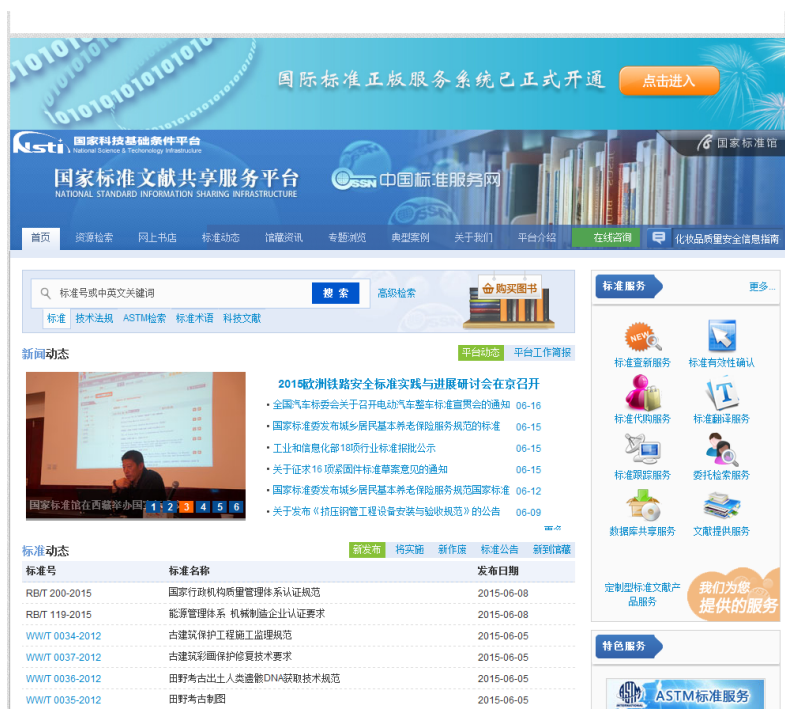 国际标准正版服务系统已正式开通 点击进入
Nsti 国家科技基础条件平台
National Science & Technology Infrastructure
国家标准馆
国家标准文献共享服务平台
NATIONAL STANDARD INFORMATION SHARING INFRASTRUCTURE
CSSN 中国标准服务网
首页 资源检索 网上书店 标准动态 馆藏资讯 专题浏览 典型案例 关于我们 平台介绍 在线咨询 化妆品质量安全信息指南
标准号或中英文关键词 搜索 高级检索 购买图书
标准 技术法规 ASTM检索 标准术语 科技文献
标准服务 更多...
标准查新服务 标准有效性确认
标准代购服务 标准翻译服务
标准跟踪服务 委托检索服务
数据库共享服务 文献提供服务
定制型标准文献产品服务
我们为您
提供的服务
特色服务
ASTM标准服务
新闻动态 平台动态 平台工作简报
国家标准馆在西藏举办国
1 2 3 4 5 6
2015欧洲铁路安全标准实践与进展研讨会在京召开
全国汽车标委会关于召开电动汽车整车标准宣贯会的通知 06-16
国家标准委发布城乡居民基本养老保险服务规范的标准 06-15
工业和信息化部18项行业标准报批公示 06-15
关于征求16项紧固件标准草案意见的通知 06-15
国家标准委发布城乡居民基本养老保险服务规范国家标准 06-12
关于发布《挤压铜管工程设备安装与验收规范》的公告 06-09
标准动态 新发布 将实施 新作废 标准公告 新到馆藏
标准号 标准名称 发布日期
RB/T 200-2015 国家行政机构质量管理体系认证规范 2015-06-08
RB/T 119-2015 能源管理体系 机械制造企业认证要求 2015-06-08
WW/T 0034-2012 古建筑保护工程施工监理规范 2015-06-05
WW/T 0037-2012 古建筑彩画保护修复技术要求 2015-06-05
WW/T 0036-2012 田野考古出土人类遗骸DNA获取技术规范 2015-06-05
WW/T 0035-2012 田野考古制图 2015-06-05